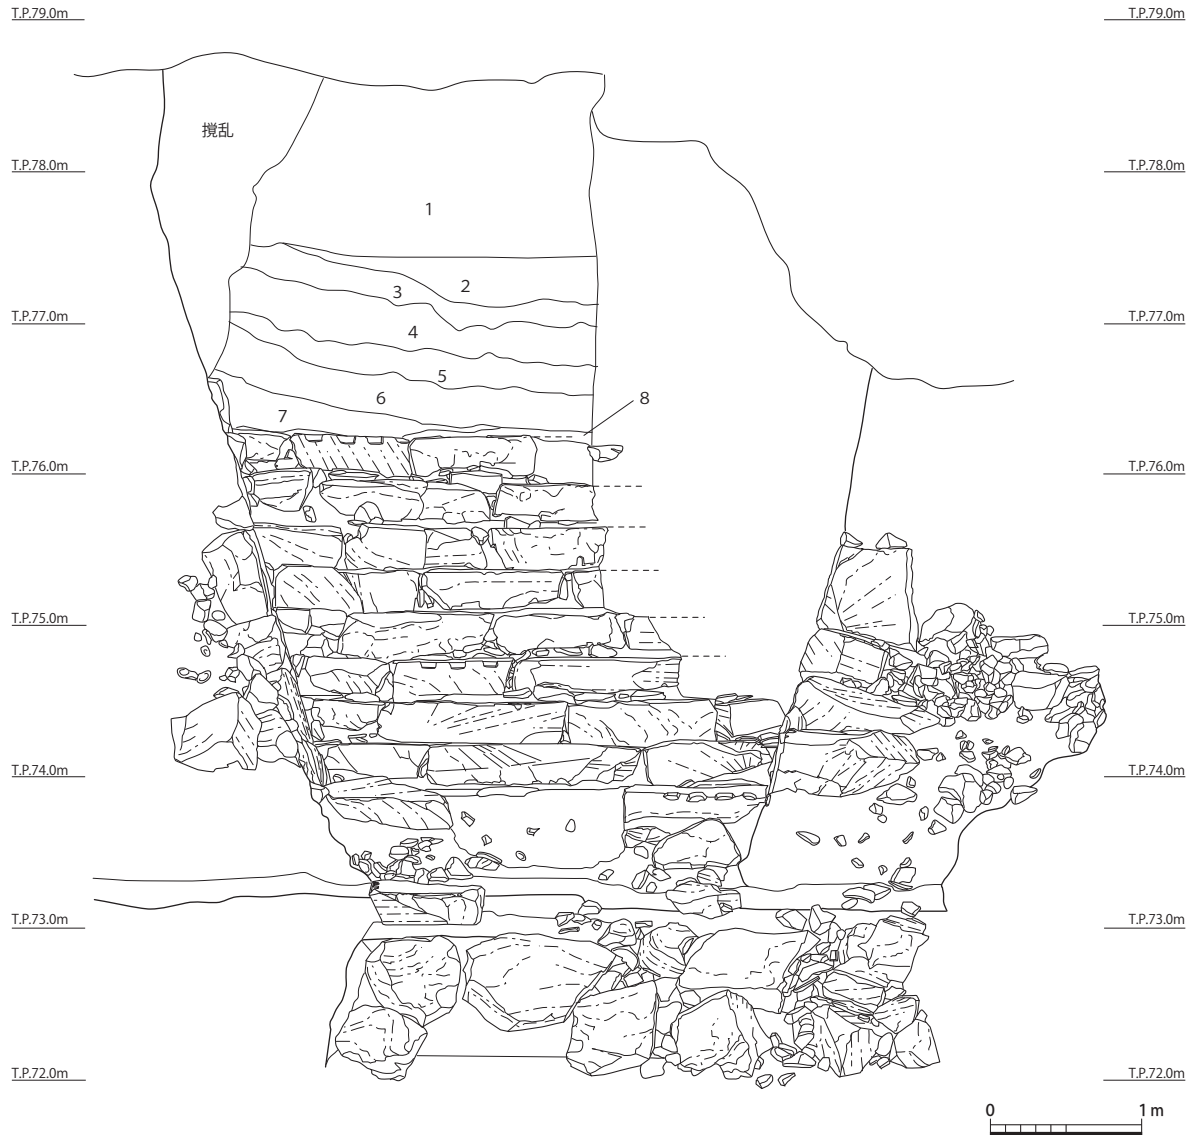 T.P.79.0m T.P.79.0m
撹乱
T.P.78.0m T.P.78.0m
1
2
3
T.P.77.0m T.P.77.0m
4
5
6
8
7
T.P.76.0m T.P.76.0m
T.P.75.0m T.P.75.0m
T.P.74.0m T.P.74.0m
T.P.73.0m T.P.73.0m
T.P.72.0m T.P.72.0m
0 1 m